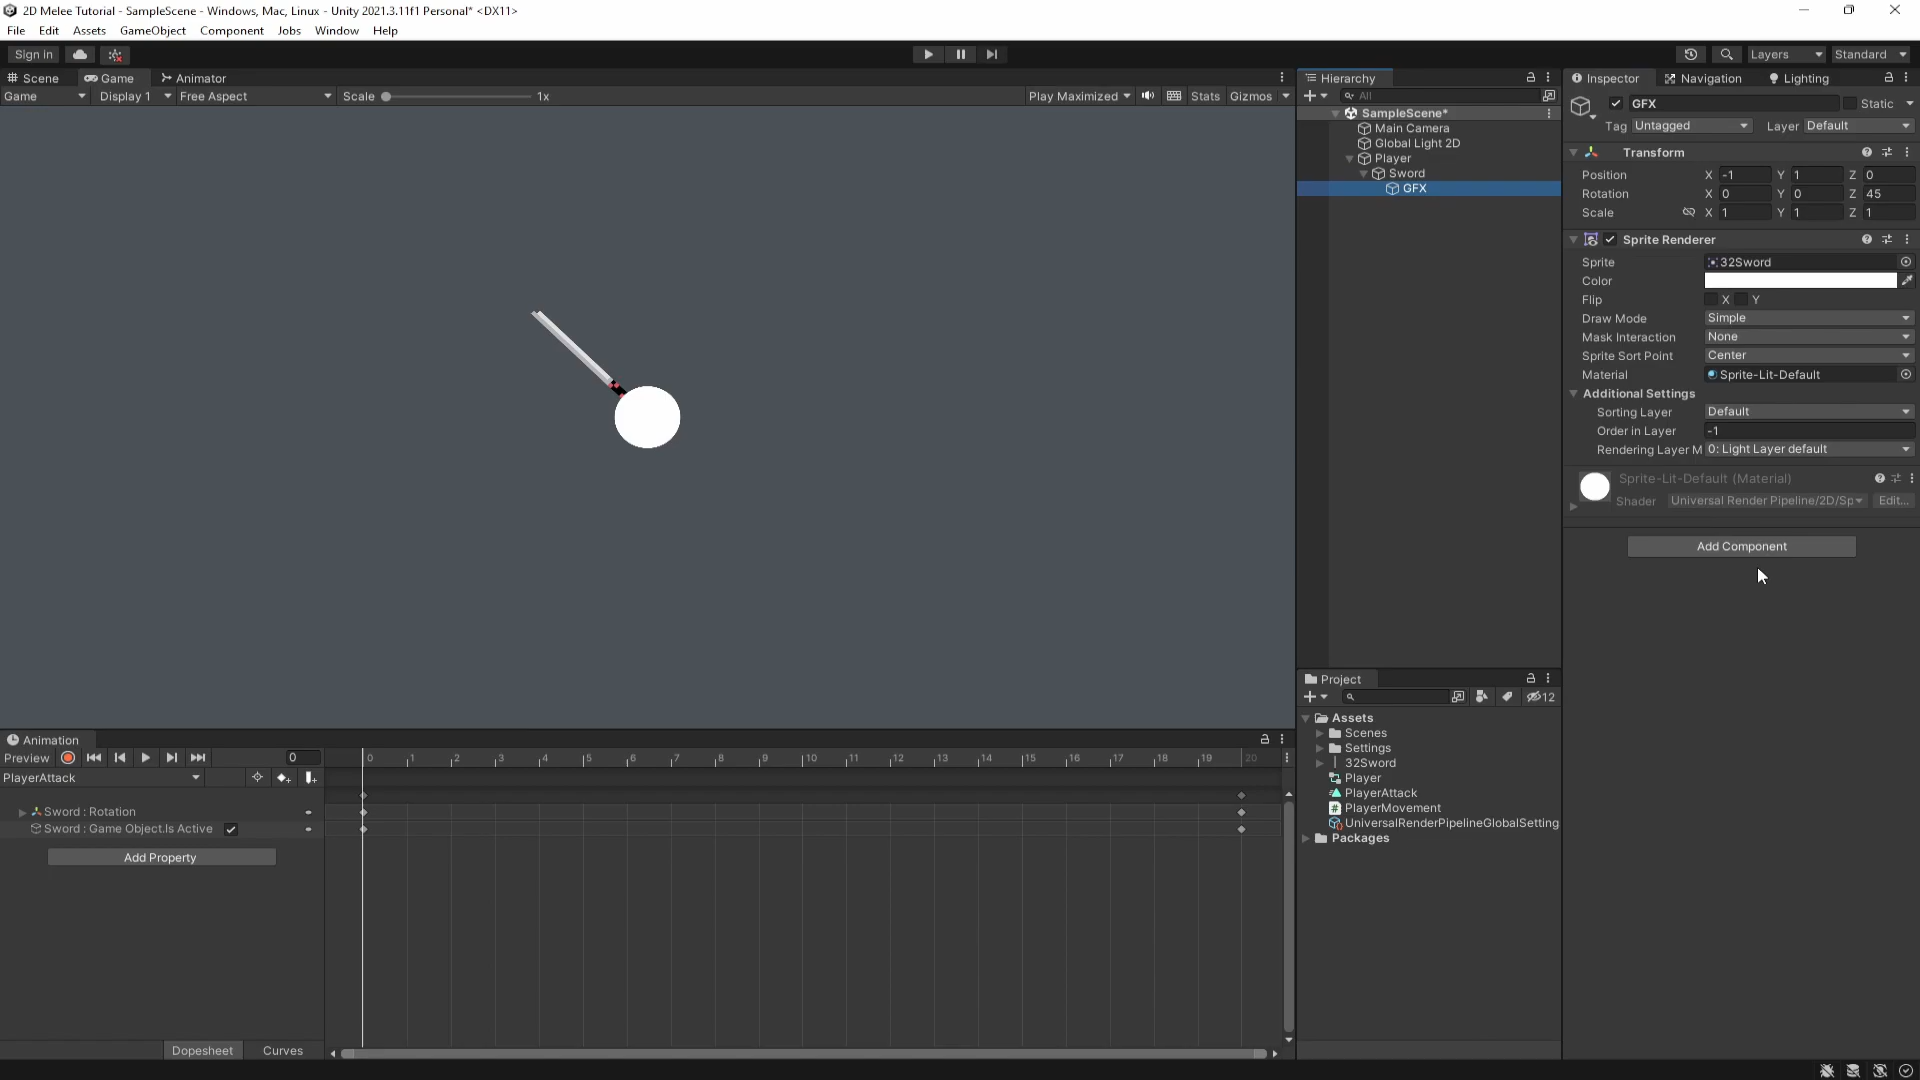 2D Melee Tutorial - SampleScene - Windows, Mac, Linux - Unity 2021.3.11f1 Personal* <DX11>
File Edit Assets GameObject Component Jobs Window Help
Sign in
Layers Standard
Scene Game Animator
Game Display 1 Free Aspect Scale 1x Play Maximized Stats Gizmos
Hierarchy
All
SampleScene*
Main Camera
Global Light 2D
Player
Sword
GFX
Inspector Navigation Lighting
GFX Static
Tag Untagged Layer Default
Transform
Position X -1 Y 1 Z 0
Rotation X 0 Y 0 Z 45
Scale X 1 Y 1 Z 1
Sprite Renderer
Sprite 32Sword
Color
Flip X Y
Draw Mode Simple
Mask Interaction None
Sprite Sort Point Center
Material Sprite-Lit-Default
Additional Settings
Sorting Layer Default
Order in Layer -1
Rendering Layer M 0: Light Layer default
Sprite-Lit-Default (Material)
Shader Universal Render Pipeline/2D/Sp Edit...
Add Component
Project
12
Assets
Scenes
Settings
32Sword
Player
PlayerAttack
PlayerMovement
UniversalRenderPipelineGlobalSetting
Packages
Animation
Preview 0
0 1 2 3 4 5 6 7 8 9 10 11 12 13 14 15 16 17 18 19 20
PlayerAttack
Sword : Rotation
Sword : Game Object.Is Active
Add Property
Dopesheet Curves